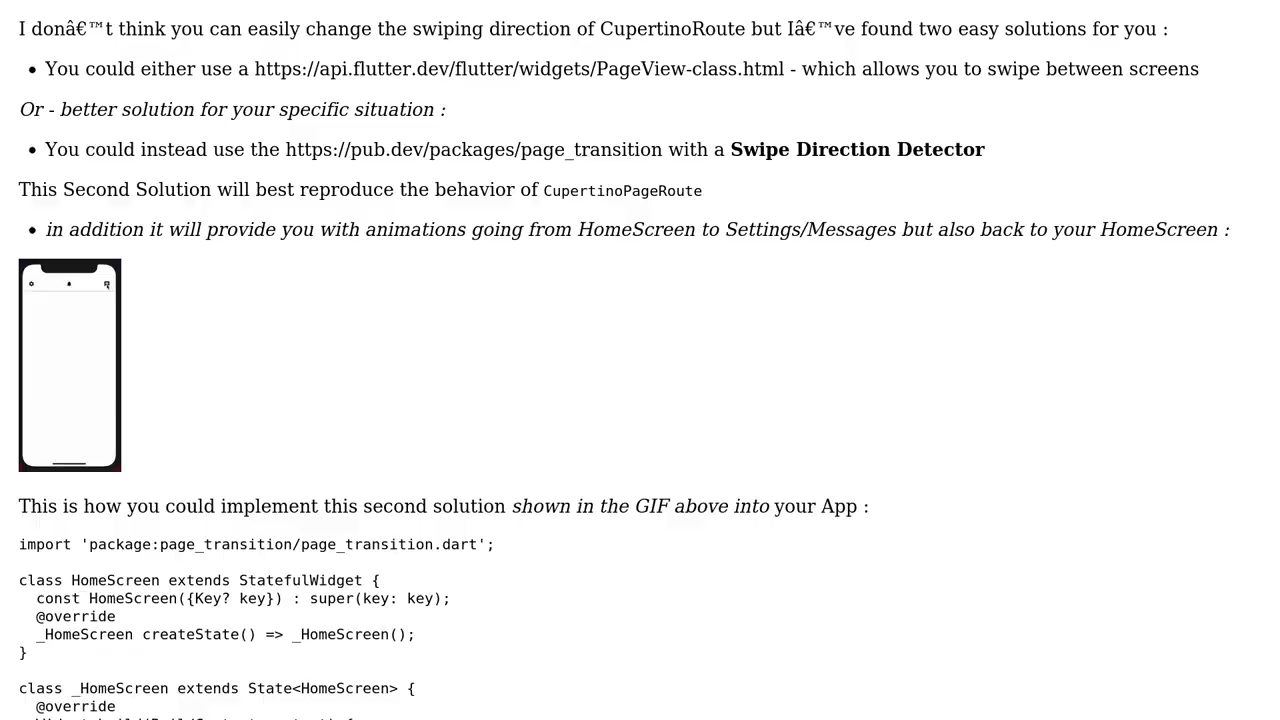 I donâ€™t think you can easily change the swiping direction of CupertinoRoute but Iâ€™ve found two easy solutions for you :
• You could either use a https://api.flutter.dev/flutter/widgets/PageView-class.html - which allows you to swipe between screens
Or - better solution for your specific situation :
• You could instead use the https://pub.dev/packages/page_transition with a Swipe Direction Detector
This Second Solution will best reproduce the behavior of CupertinoPageRoute
• in addition it will provide you with animations going from HomeScreen to Settings/Messages but also back to your HomeScreen :
This is how you could implement this second solution shown in the GIF above into your App :
import 'package:page_transition/page_transition.dart';
class HomeScreen extends StatefulWidget {
  const HomeScreen({Key? key}) : super(key: key);
  @override
  _HomeScreen createState() => _HomeScreen();
}
class _HomeScreen extends State<HomeScreen> {
  @override